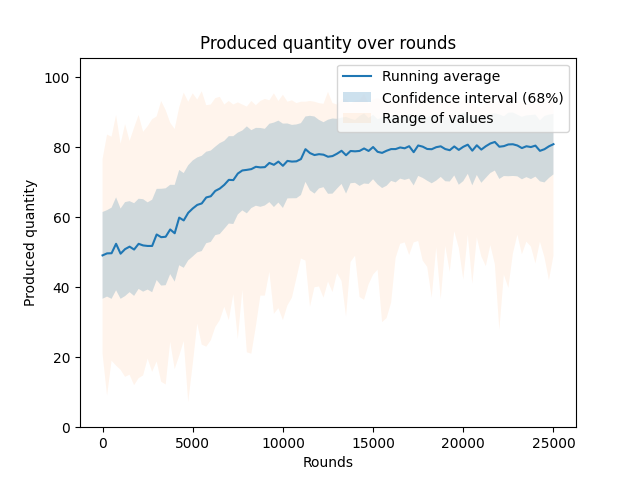 Produced quantity over rounds
Running average
Confidence interval (68%)
Range of values
100
80
60
40
20
0
Produced quantity
0 5000 10000 15000 20000 25000
Rounds